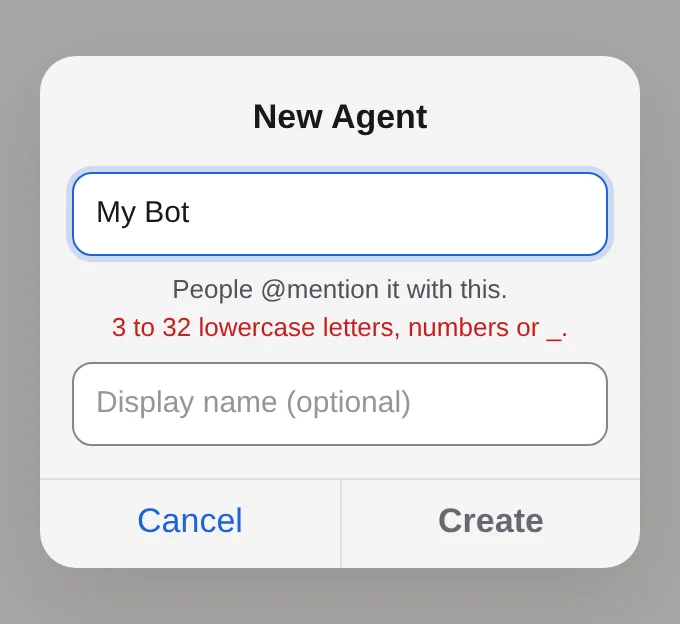 New Agent
My Bot
People @mention it with this.
3 to 32 lowercase letters, numbers or _.
Display name (optional)
Cancel
Create